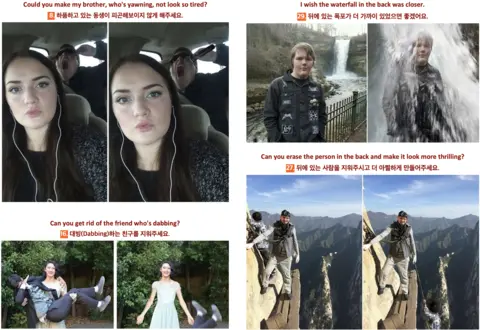 Could you make my brother, who's yawning, not look so tired?
8. 하품하고 있는 동생이 피곤해보이지 않게 해주세요.
Can you get rid of the friend who's dabbing?
16. 대빙(Dabbing)하는 친구를 지워주세요.
I wish the waterfall in the back was closer.
29. 뒤에 있는 폭포가 더 가까이 있었으면 좋겠어요.
Can you erase the person in the back and make it look more thrilling?
27. 뒤에 있는 사람을 지워주시고 더 아찔하게 만들어주세요.